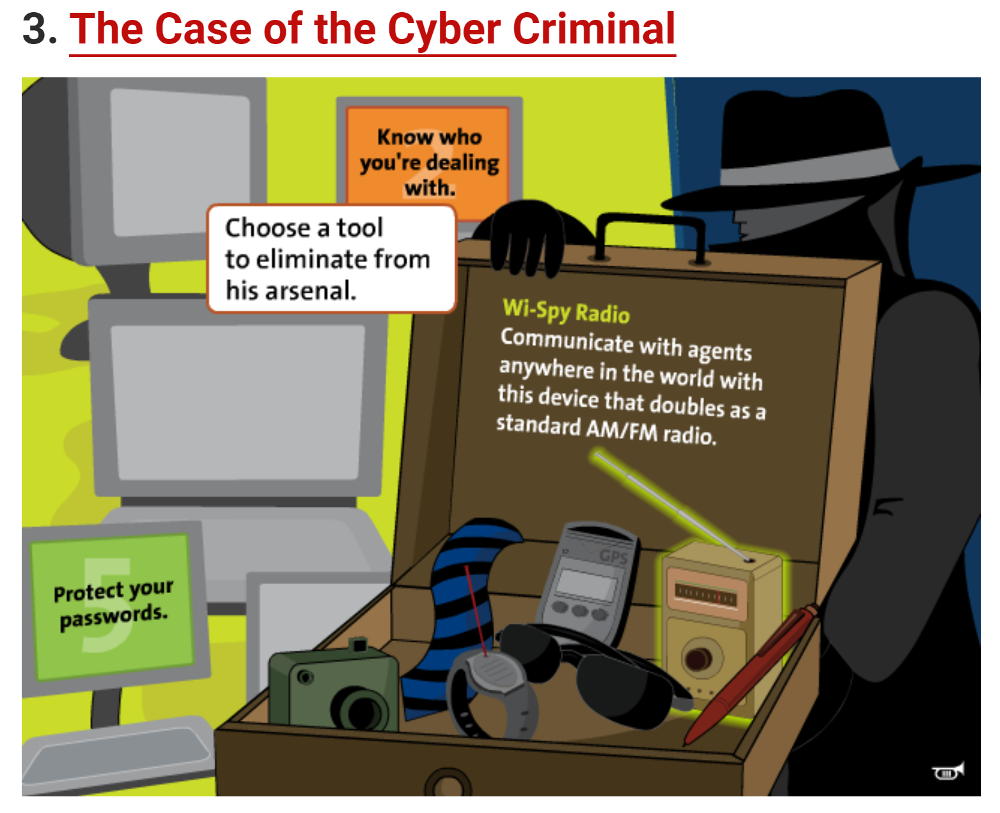 3. The Case of the Cyber Criminal
2
Know who
you're dealing
with.
Choose a tool
to eliminate from
his arsenal.
Wi-Spy Radio
Communicate with agents
anywhere in the world with
this device that doubles as a
standard AM/FM radio.
GPS
5
Protect your
passwords.